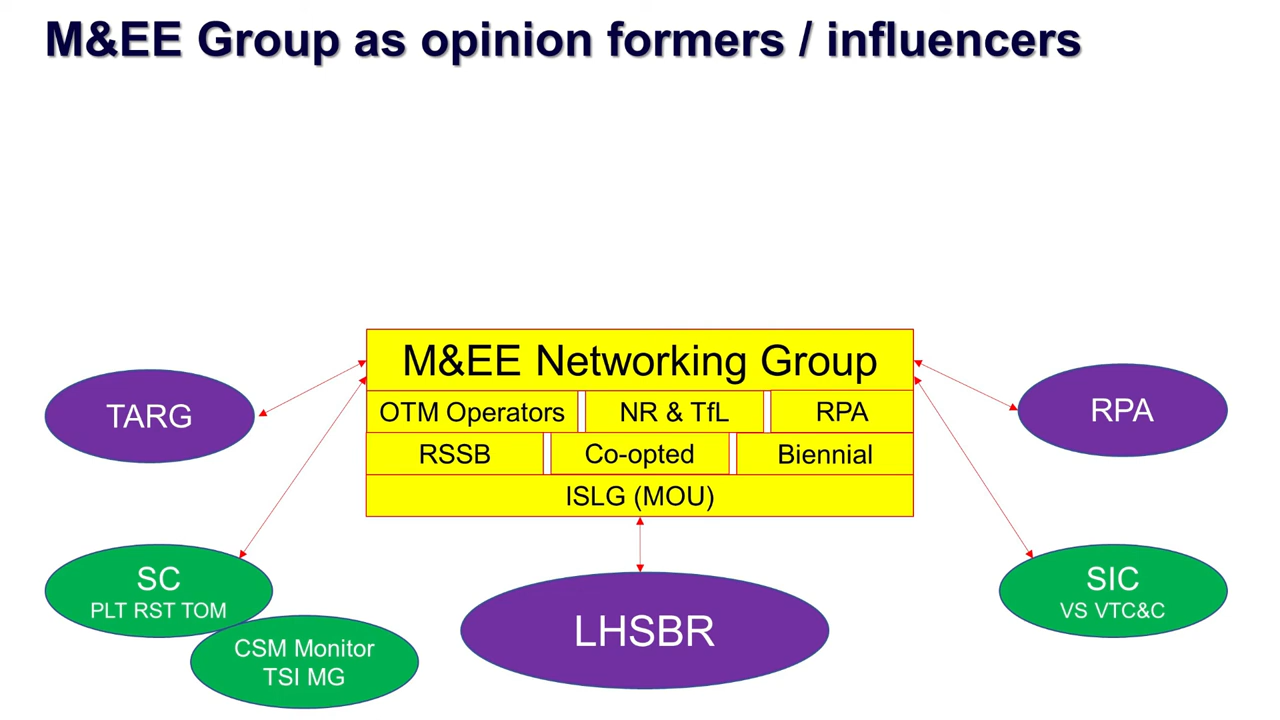 M&EE Group as opinion formers / influencers
M&EE Networking Group
OTM Operators
NR & TfL
RPA
RSSB
Co-opted
Biennial
ISLG (MOU)
TARG
RPA
SC
PLT RST TOM
CSM Monitor
TSI MG
LHSBR
SIC
VS VTC&C